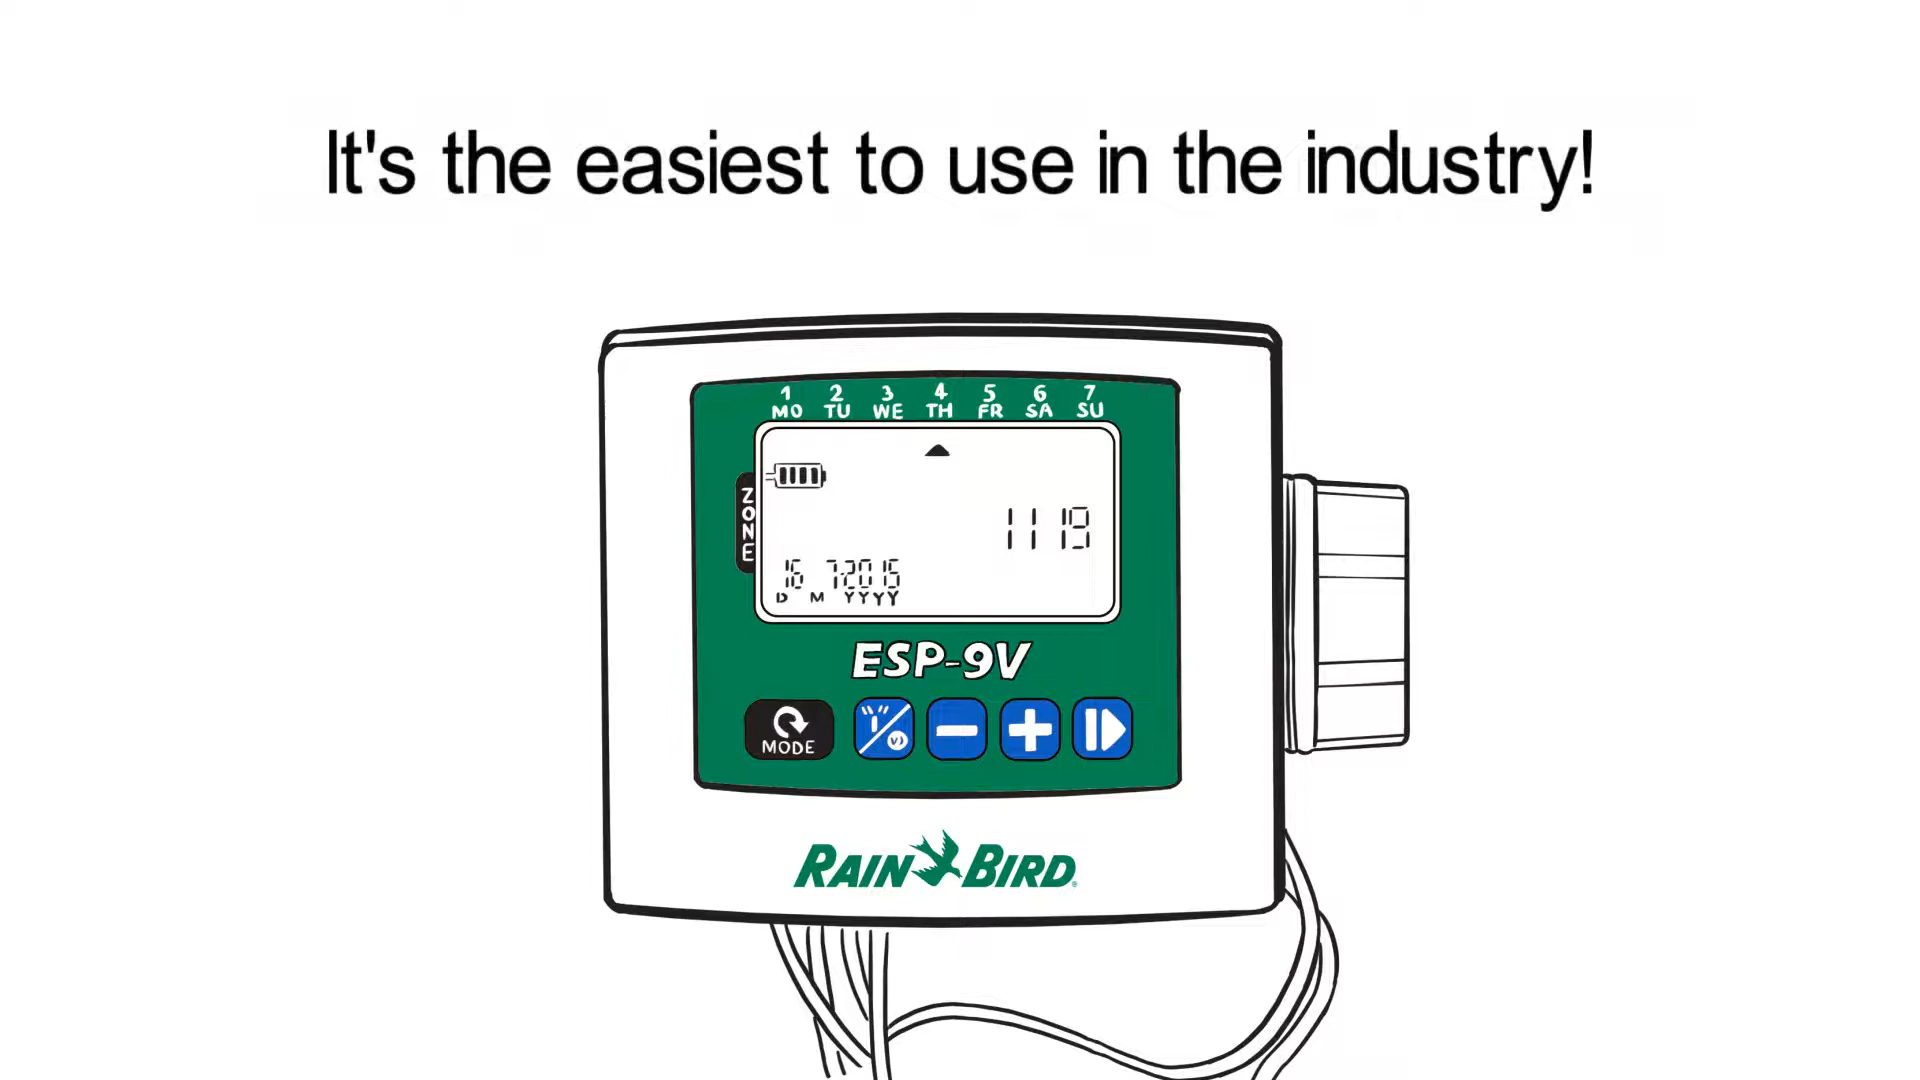 It's the easiest to use in the industry!
1 2 3 4 5 6 7
MO TU WE TH FR SA SU
ZONE
11 19
16 7-2015
D M YYYY
ESP-9V
MODE
RAIN BIRD